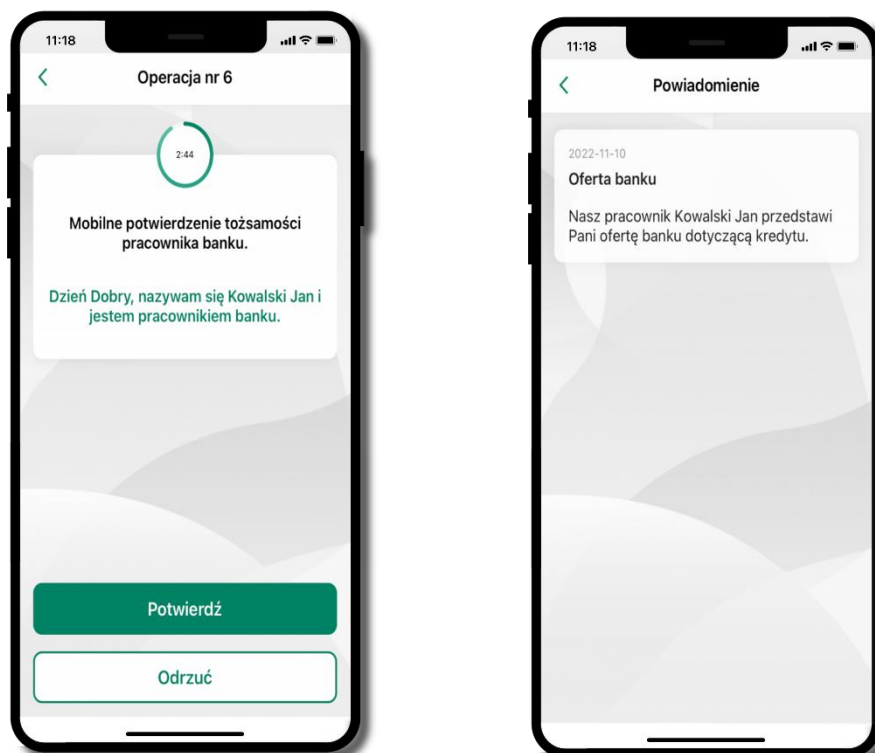 11:18
Operacja nr 6
2:44
Mobilne potwierdzenie tożsamości
pracownika banku.
Dzień Dobry, nazywam się Kowalski Jan i
jestem pracownikiem banku.
Potwierdź
Odrzuć
11:18
Powiadomienie
2022-11-10
Oferta banku
Nasz pracownik Kowalski Jan przedstawi
Pani ofertę banku dotyczącą kredytu.